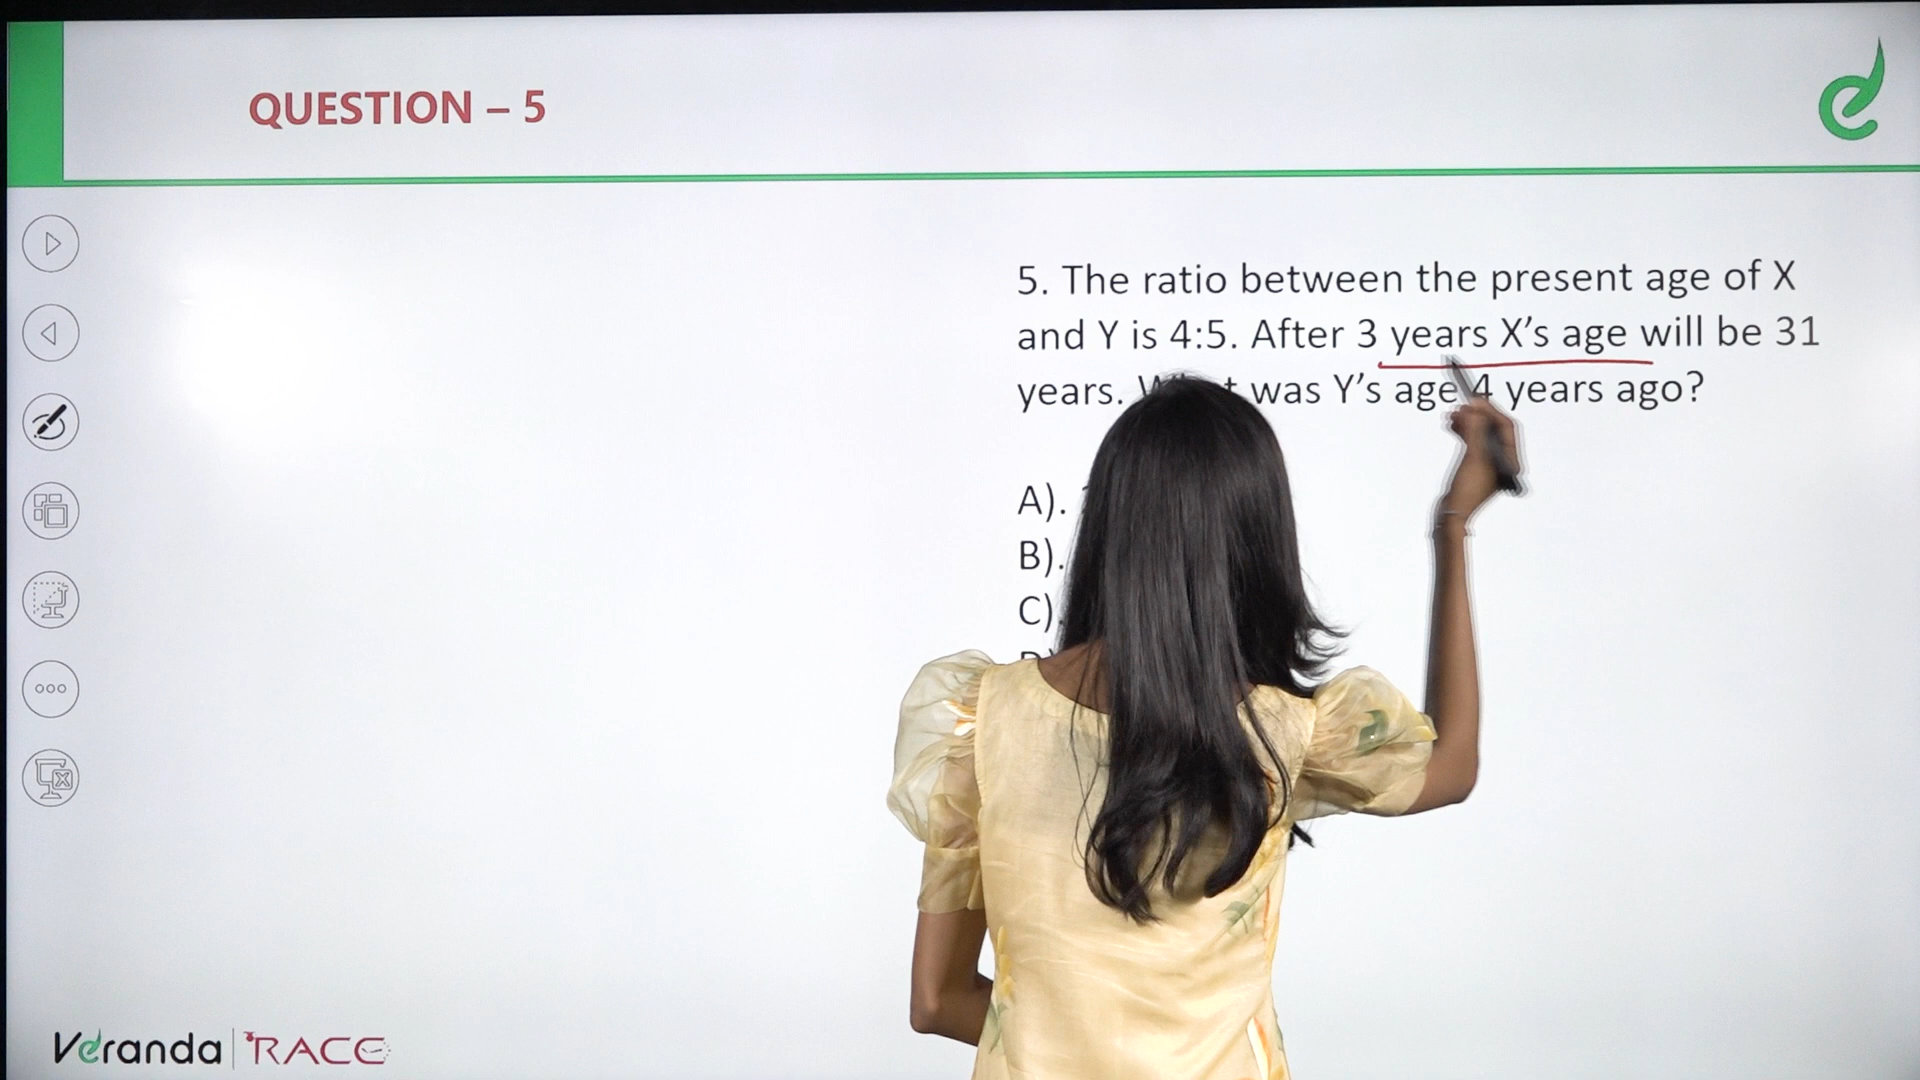 QUESTION – 5
5. The ratio between the present age of X
and Y is 4:5. After 3 years X’s age will be 31
years. was Y’s age 4 years ago?
A).
B).
C).
Veranda RACE